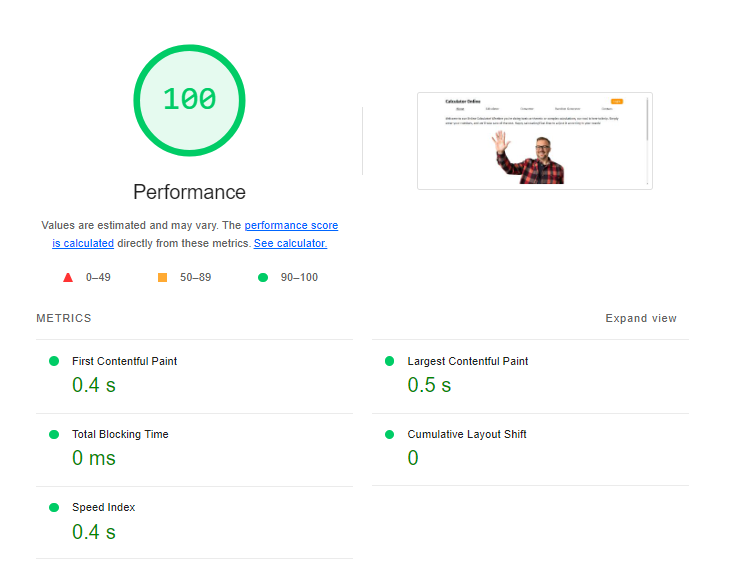 100
Performance
Values are estimated and may vary. The performance score
is calculated directly from these metrics. See calculator.
0–49
50–89
90–100
Calculator Online
METRICS
Expand view
First Contentful Paint
0.4 s
Largest Contentful Paint
0.5 s
Total Blocking Time
0 ms
Cumulative Layout Shift
0
Speed Index
0.4 s